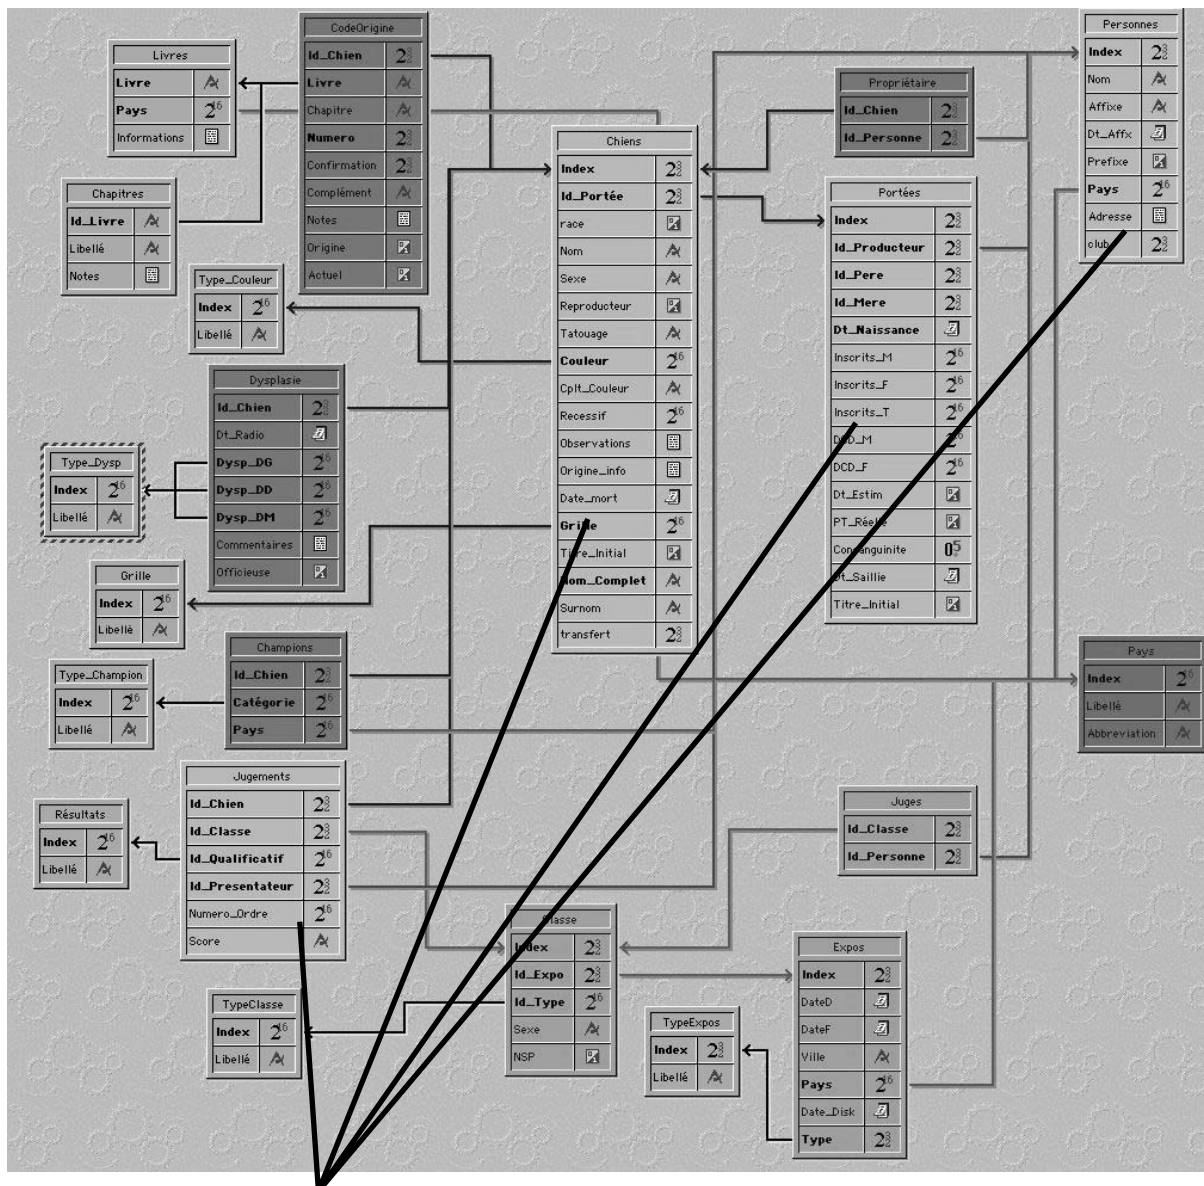 CodeOrigine
Id_Chien
Livre
Chapitre
Numero
Confirmation
Complément
Notes
Origine
Actuel
Livres
Livre
Pays
Informations
Chapitres
Id_Livre
Libellé
Notes
Type_Couleur
Index
Libellé
Dysplasie
Id_Chien
Dt_Radio
Dysp_DG
Dysp_DD
Dysp_DM
Commentaires
Officieuse
Type_Dysp
Index
Libellé
Grille
Index
Libellé
Champions
Id_Chien
Catégorie
Pays
Type_Champion
Index
Libellé
Jugements
Id_Chien
Id_Classe
Id_Qualificatif
Id_Presentateur
Numero_Ordre
Score
Résultats
Index
Libellé
TypeClasse
Index
Libellé
Chiens
Index
Id_Portée
race
Nom
Sexe
Reproducteur
Tatouage
Couleur
Cplt_Couleur
Recessif
Observations
Origine_info
Date_mort
Grille
Titre_Initial
Nom_Complet
Surnom
transfert
Propriétaire
Id_Chien
Id_Personne
Portées
Index
Id_Producteur
Id_Pere
Id_Mere
Dt_Naissance
Inscrits_M
Inscrits_F
Inscrits_T
DCD_M
DCD_F
Dt_Estim
PT_Réelle
Consanguinite
Dt_Saillie
Titre_Initial
Personnes
Index
Nom
Affixe
Dt_Affx
Prefixe
Pays
Adresse
club
Pays
Index
Libellé
Abbreviation
Juges
Id_Classe
Id_Personne
Classe
Index
Id_Expo
Id_Type
Sexe
NSP
TypeExpos
Index
Libellé
Expos
Index
DateD
DateF
Ville
Pays
Date_Disk
Type